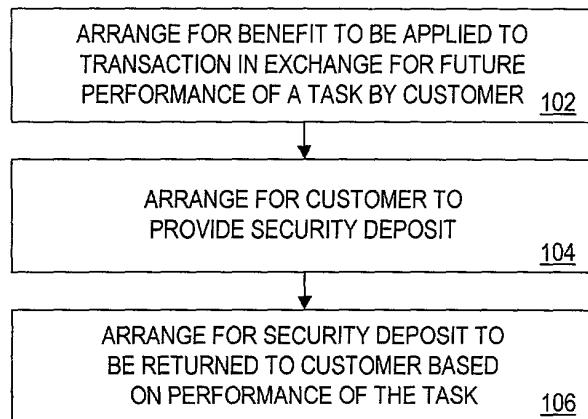 ARRANGE FOR BENEFIT TO BE APPLIED TO
TRANSACTION IN EXCHANGE FOR FUTURE
PERFORMANCE OF A TASK BY CUSTOMER
102
ARRANGE FOR CUSTOMER TO
PROVIDE SECURITY DEPOSIT
104
ARRANGE FOR SECURITY DEPOSIT TO
BE RETURNED TO CUSTOMER BASED
ON PERFORMANCE OF THE TASK
106